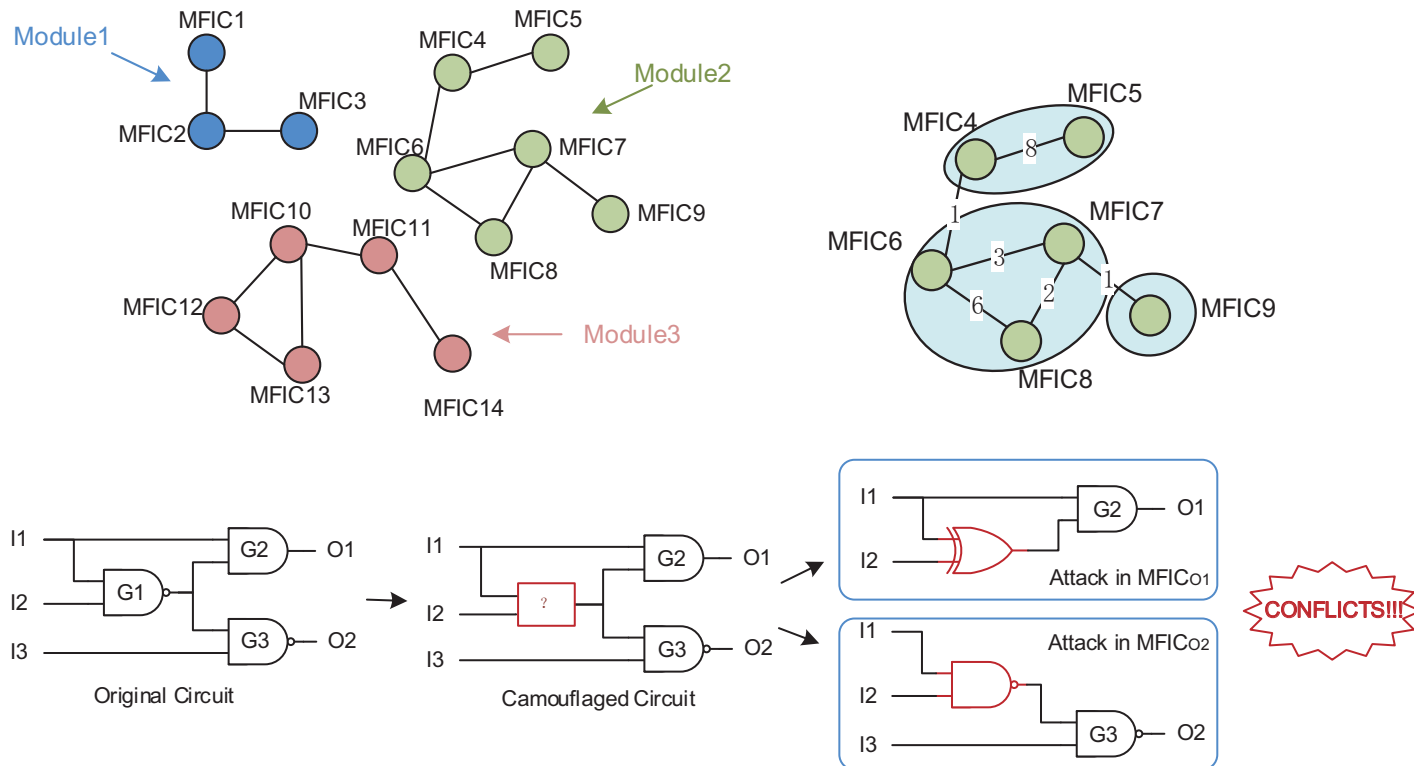 MFIC1
Module1
MFIC3
MFIC2
MFIC5
MFIC4
Module2
MFIC6
MFIC7
MFIC9
MFIC8
MFIC10
MFIC11
MFIC12
MFIC13
MFIC14
Module3
MFIC5
MFIC4
8
1
MFIC7
MFIC6
3
1
6
2
MFIC9
MFIC8
I1
G2
O1
G1
I2
G3
O2
I3
Original Circuit
I1
G2
O1
?
I2
G3
O2
I3
Camouflaged Circuit
I1
G2
O1
I2
Attack in MFICO1
I1
Attack in MFICO2
I2
I3
G3
O2
CONFLICTS!!!